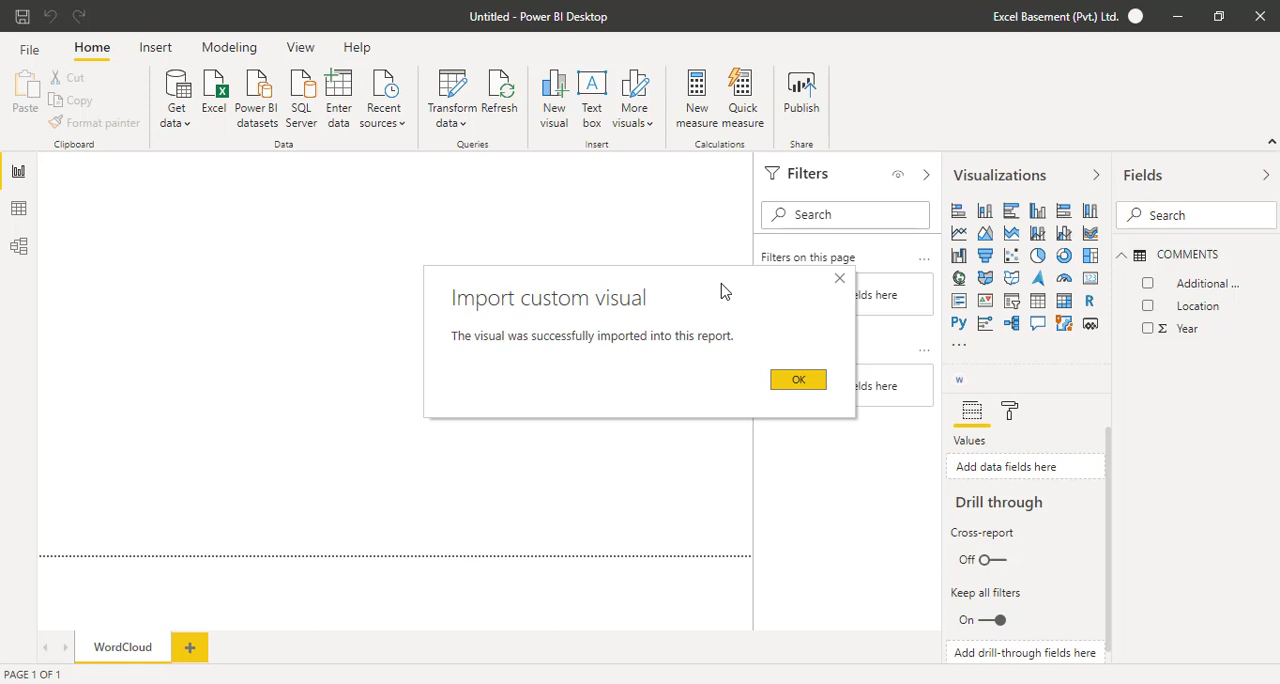 Untitled - Power BI Desktop
Excel Basement (Pvt.) Ltd.
File Home Insert Modeling View Help
Paste
Cut
Copy
Format painter
Clipboard
Get data
Excel
Power BI datasets
SQL Server
Enter data
Recent sources
Data
Transform data
Refresh
Queries
New visual
Text box
More visuals
Insert
New measure
Quick measure
Calculations
Publish
Share
Filters
Search
Filters on this page
...
elds here
...
elds here
Import custom visual
The visual was successfully imported into this report.
OK
Visualizations
123
R
Py
...
W
Values
Add data fields here
Drill through
Cross-report
Off
Keep all filters
On
Add drill-through fields here
Fields
Search
COMMENTS
Additional ...
Location
Σ Year
WordCloud
+
PAGE 1 OF 1